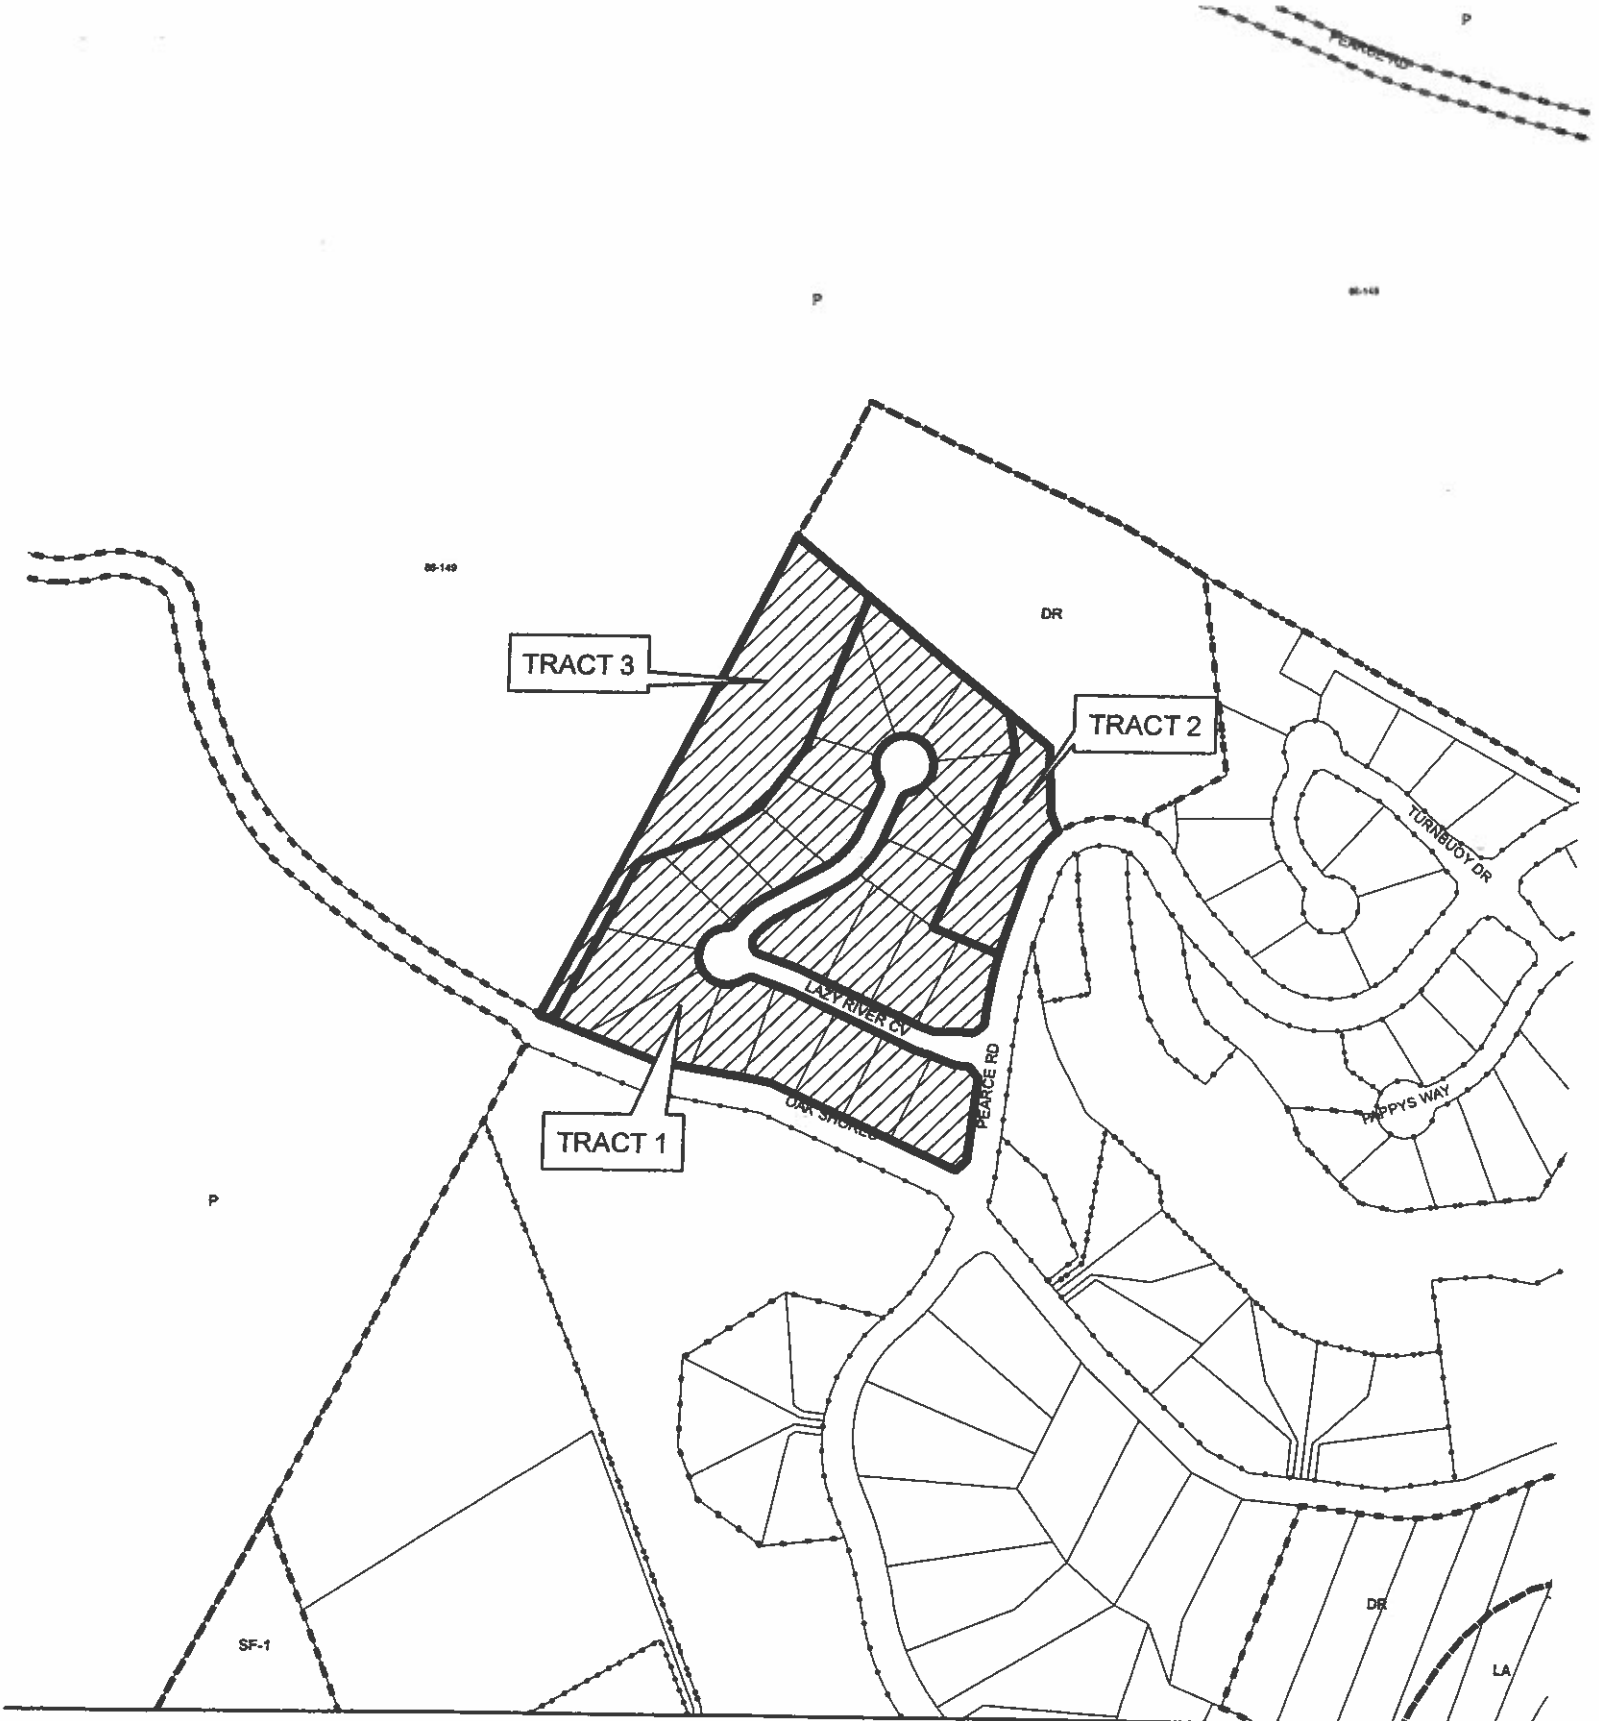 P
PEARCE RD
P
86-149
86-149
DR
TRACT 3
TRACT 2
TURNBUOY DR
LAZY RIVER CV
PEARCE RD
PAPPYS WAY
OAK SHORES
TRACT 1
P
DR
SF-1
LA